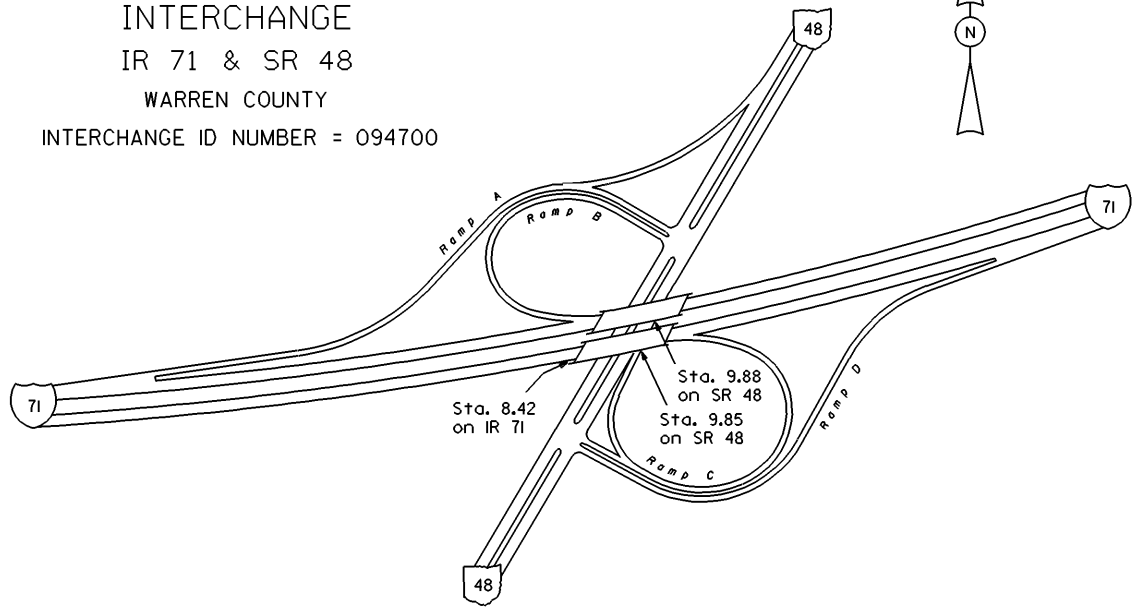 INTERCHANGE
IR 71 & SR 48
WARREN COUNTY
INTERCHANGE ID NUMBER = 094700
48
N
71
Ramp A
Ramp B
71
Sta. 8.42
on IR 71
Sta. 9.88
on SR 48
Sta. 9.85
on SR 48
Ramp D
Ramp C
48